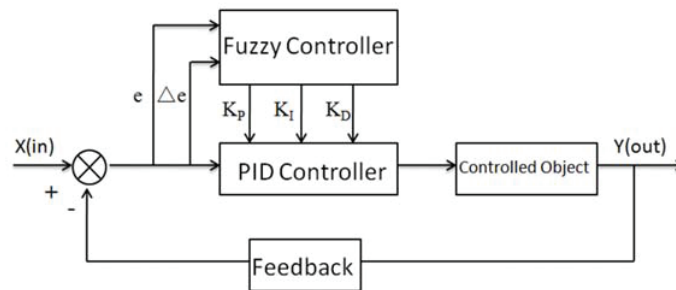 Fuzzy Controller
e △e
K_P K_I K_D
X(in)
Y(out)
+
-
PID Controller
Controlled Object
Feedback